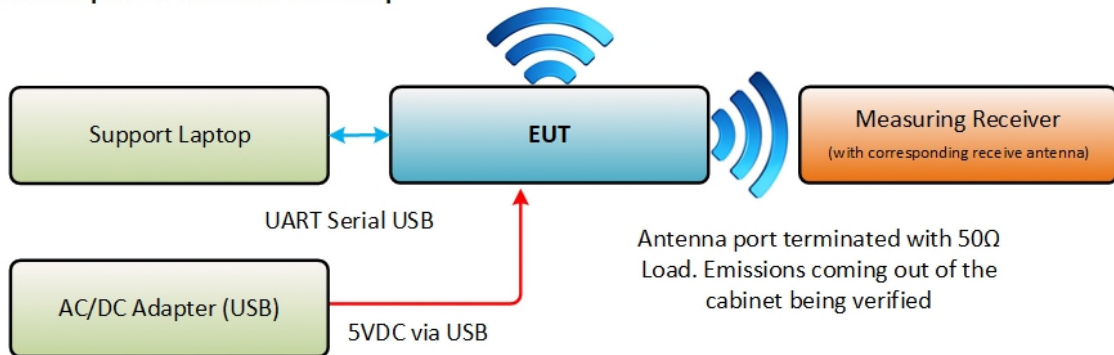 Support Laptop
EUT
Measuring Receiver
(with corresponding receive antenna)
UART Serial USB
AC/DC Adapter (USB)
5VDC via USB
Antenna port terminated with 50Ω
Load. Emissions coming out of the
cabinet being verified